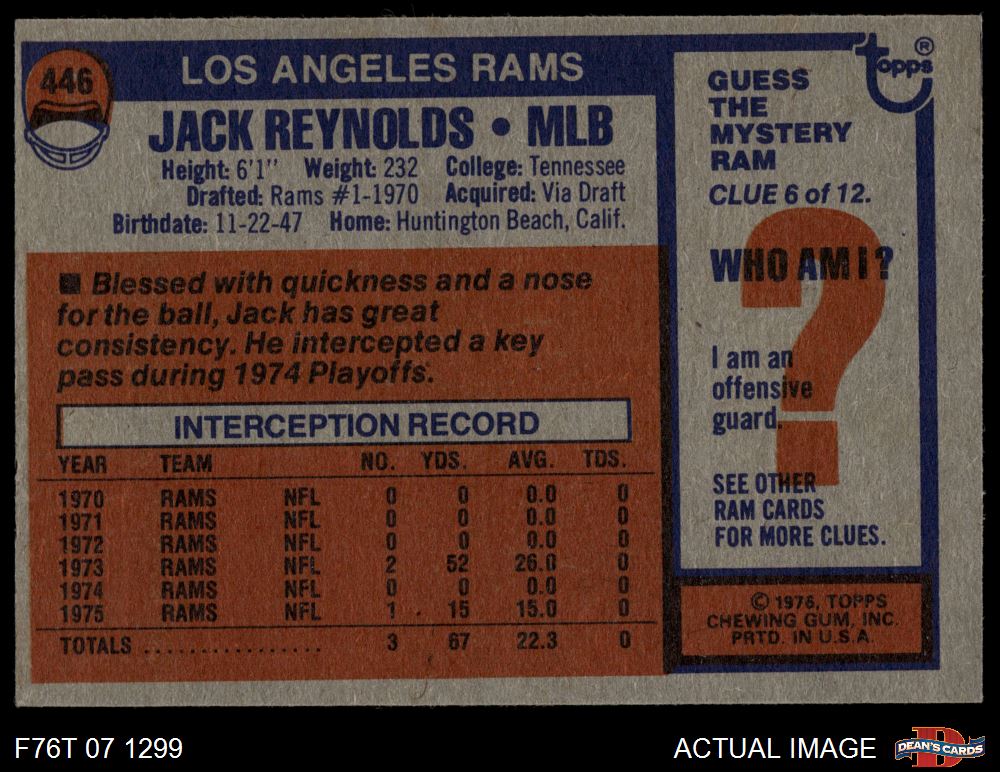 446
LOS ANGELES RAMS
JACK REYNOLDS • MLB
Height: 6'1'' Weight: 232 College: Tennessee
Drafted: Rams #1-1970 Acquired: Via Draft
Birthdate: 11-22-47 Home: Huntington Beach, Calif.
■ Blessed with quickness and a nose
for the ball, Jack has great
consistency. He intercepted a key
pass during 1974 Playoffs.
INTERCEPTION RECORD
YEAR TEAM NO. YDS. AVG. TDS.
1970 RAMS NFL 0 0 0.0 0
1971 RAMS NFL 0 0 0.0 0
1972 RAMS NFL 0 0 0.0 0
1973 RAMS NFL 2 52 26.0 0
1974 RAMS NFL 0 0 0.0 0
1975 RAMS NFL 1 15 15.0 0
TOTALS ................ 3 67 22.3 0
topps®
GUESS
THE
MYSTERY
RAM
CLUE 6 of 12.
WHO AM I?
?
I am an
offensive
guard.
SEE OTHER
RAM CARDS
FOR MORE CLUES.
© 1976, TOPPS
CHEWING GUM, INC.
PRTD. IN U.S.A.
F76T 07 1299
ACTUAL IMAGE
D
DEAN'S CARDS